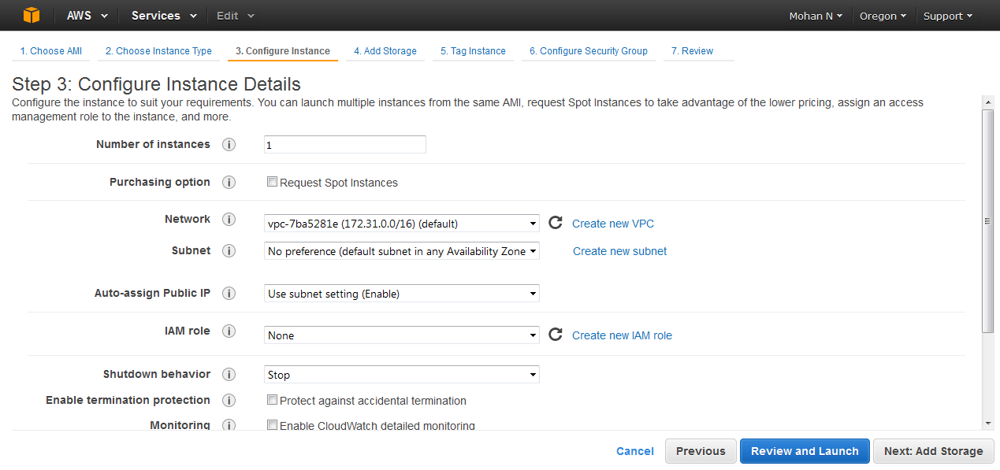 AWS Services Edit Mohan N Oregon Support
1. Choose AMI 2. Choose Instance Type 3. Configure Instance 4. Add Storage 5. Tag Instance 6. Configure Security Group 7. Review
Step 3: Configure Instance Details
Configure the instance to suit your requirements. You can launch multiple instances from the same AMI, request Spot Instances to take advantage of the lower pricing, assign an access
management role to the instance, and more.
Number of instances i 1
Purchasing option i Request Spot Instances
Network i vpc-7ba5281e (172.31.0.0/16) (default) Create new VPC
Subnet i No preference (default subnet in any Availability Zone Create new subnet
Auto-assign Public IP i Use subnet setting (Enable)
IAM role i None Create new IAM role
Shutdown behavior i Stop
Enable termination protection i Protect against accidental termination
Monitoring i Enable CloudWatch detailed monitoring
Cancel Previous Review and Launch Next: Add Storage